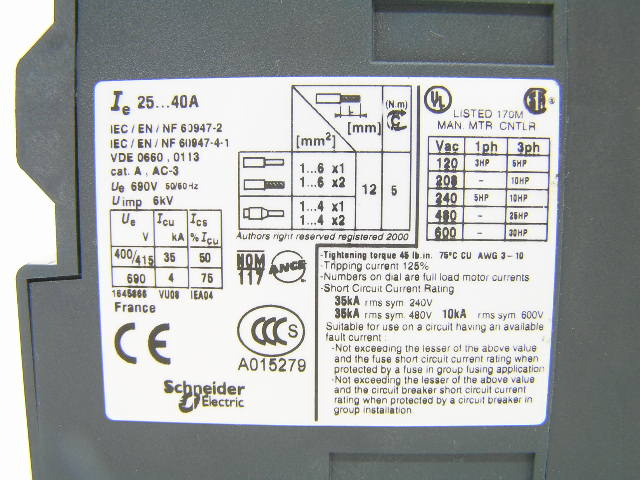 Ie 25...40A
IEC / EN / NF 60947-2
IEC / EN / NF 60947-4-1
VDE 0660 , 0113
cat. A , AC-3
Ue 690V 50/60Hz
U imp 6kV
Ue Icu Ics
V kA % Icu
400/415 35 50
690 4 75
1645866 VU08 IEA04
France
CE
[mm²] L [mm] (N.m) C
1...6 x1
1...6 x2
1...4 x1
1...4 x2
12 5
Authors right reserved registered 2000
NOM
117
ANCE
CCC S
A015279
Schneider
Electric
UL
LISTED 170M
MAN. MTR CNTLR
Vac 1ph 3ph
120 3HP 5HP
208 - 10HP
240 5HP 10HP
480 - 25HP
600 - 30HP
-Tightening torque 45 lb.in. 75°C CU AWG 3 - 10
-Tripping current 125%
-Numbers on dial are full load motor currents
-Short Circuit Current Rating
35kA rms sym 240V
35kA rms sym. 480V 10kA rms sym 600V
Suitable for use on a circuit having an available
fault current :
-Not exceeding the lesser of the above value
and the fuse short circuit current rating when
protected by a fuse in group fusing application
-Not exceeding the lesser of the above value
and the circuit breaker short circuit current
rating when protected by a circuit breaker in
group installation